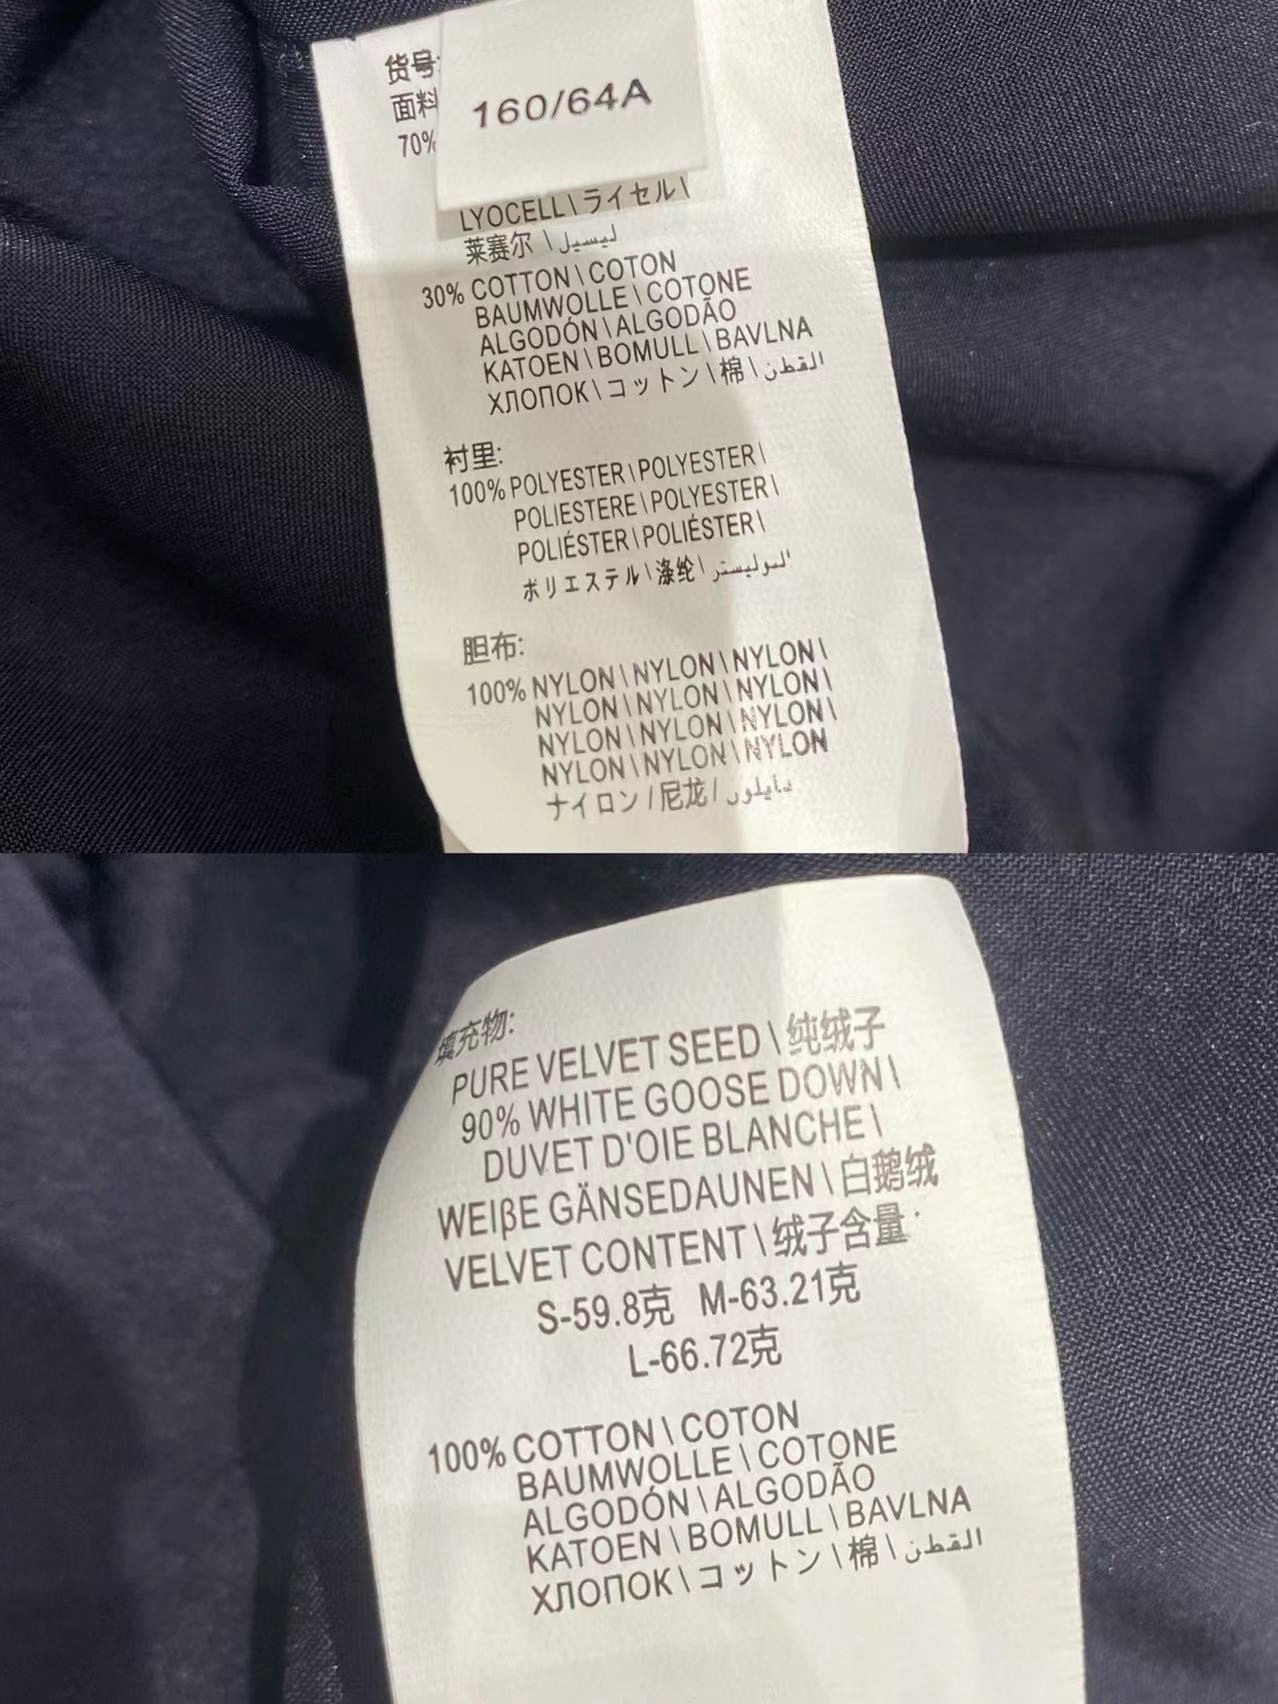 货号:
面料
70%
160/64A
LYOCELL\ライセル\
莱赛尔\ليسيل
30% COTTON\COTON
BAUMWOLLE\COTONE
ALGODÓN\ALGODÃO
KATOEN\BOMULL\BAVLNA
ХЛОПОК\コットン\棉\القطن
衬里:
100% POLYESTER\POLYESTER\
POLIESTERE\POLYESTER\
POLIÉSTER\POLIÉSTER\
ポリエステル\涤纶\البوليستر
胆布:
100% NYLON\NYLON\NYLON\
NYLON\NYLON\NYLON\
NYLON\NYLON\NYLON\
NYLON\NYLON\NYLON
ナイロン/尼龙/
填充物:
PURE VELVET SEED\纯绒子
90% WHITE GOOSE DOWN\
DUVET D'OIE BLANCHE\
WEIβE GÄNSEDAUNEN\白鹅绒
VELVET CONTENT\绒子含量:
S-59.8克 M-63.21克
L-66.72克
100% COTTON\COTON
BAUMWOLLE\COTONE
ALGODÓN\ALGODÃO
KATOEN\BOMULL\BAVLNA
ХЛОПОК\コットン\棉\القطن